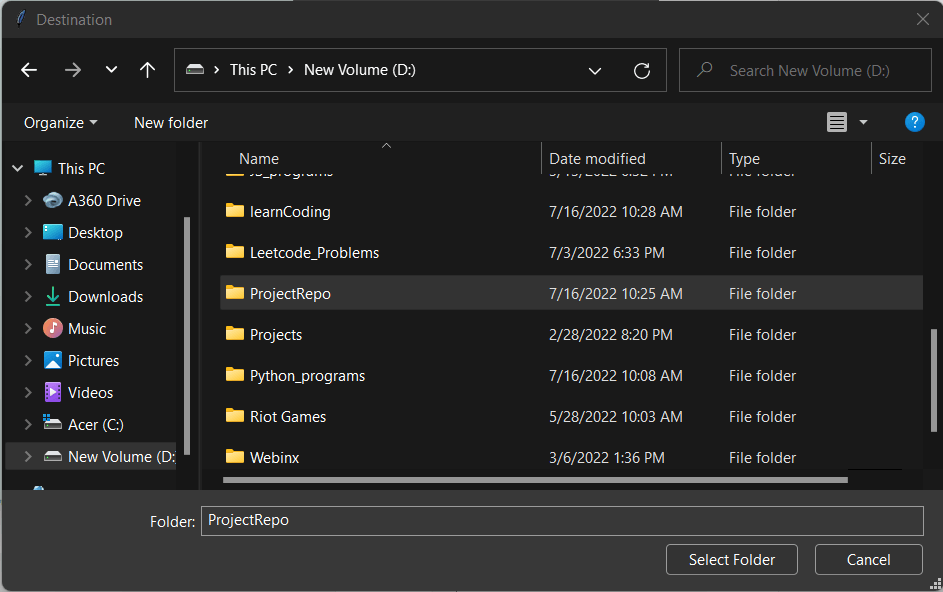 Destination
This PC New Volume (D:) Search New Volume (D:)
Organize New folder ?
Name Date modified Type Size
This PC
A360 Drive
Desktop
Documents
Downloads
Music
Pictures
Videos
Acer (C:)
New Volume (D:
learnCoding 7/16/2022 10:28 AM File folder
Leetcode_Problems 7/3/2022 6:33 PM File folder
ProjectRepo 7/16/2022 10:25 AM File folder
Projects 2/28/2022 8:20 PM File folder
Python_programs 7/16/2022 10:08 AM File folder
Riot Games 5/28/2022 10:03 AM File folder
Webinx 3/6/2022 1:36 PM File folder
Folder: ProjectRepo
Select Folder Cancel